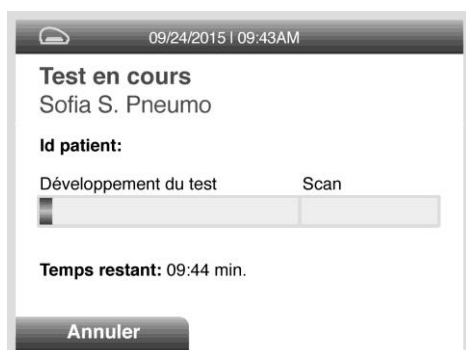 09/24/2015 | 09:43AM
Test en cours
Sofia S. Pneumo
Id patient:
Développement du test Scan
Temps restant: 09:44 min.
Annuler